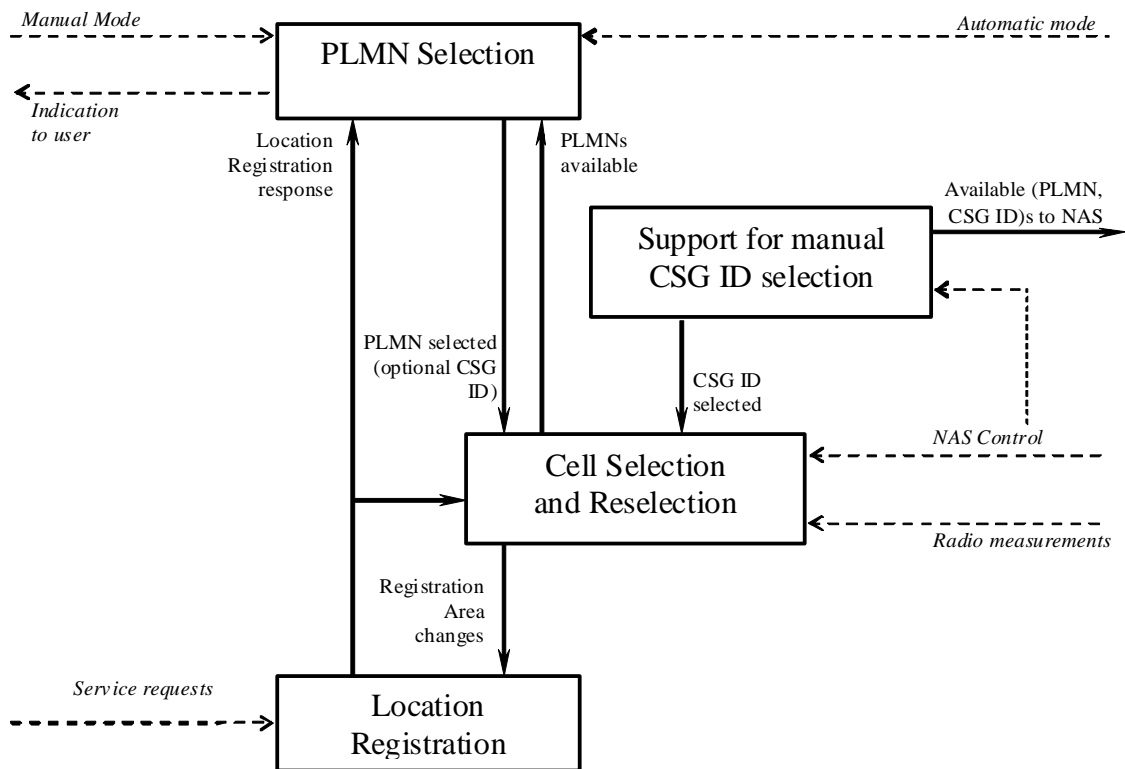 Manual Mode
Automatic mode
PLMN Selection
Indication
to user
Location
Registration
response
PLMNs
available
Available (PLMN,
CSG ID)s to NAS
Support for manual
CSG ID selection
PLMN selected
(optional CSG
ID)
CSG ID
selected
NAS Control
Cell Selection
and Reselection
Radio measurements
Registration
Area
changes
Service requests
Location
Registration